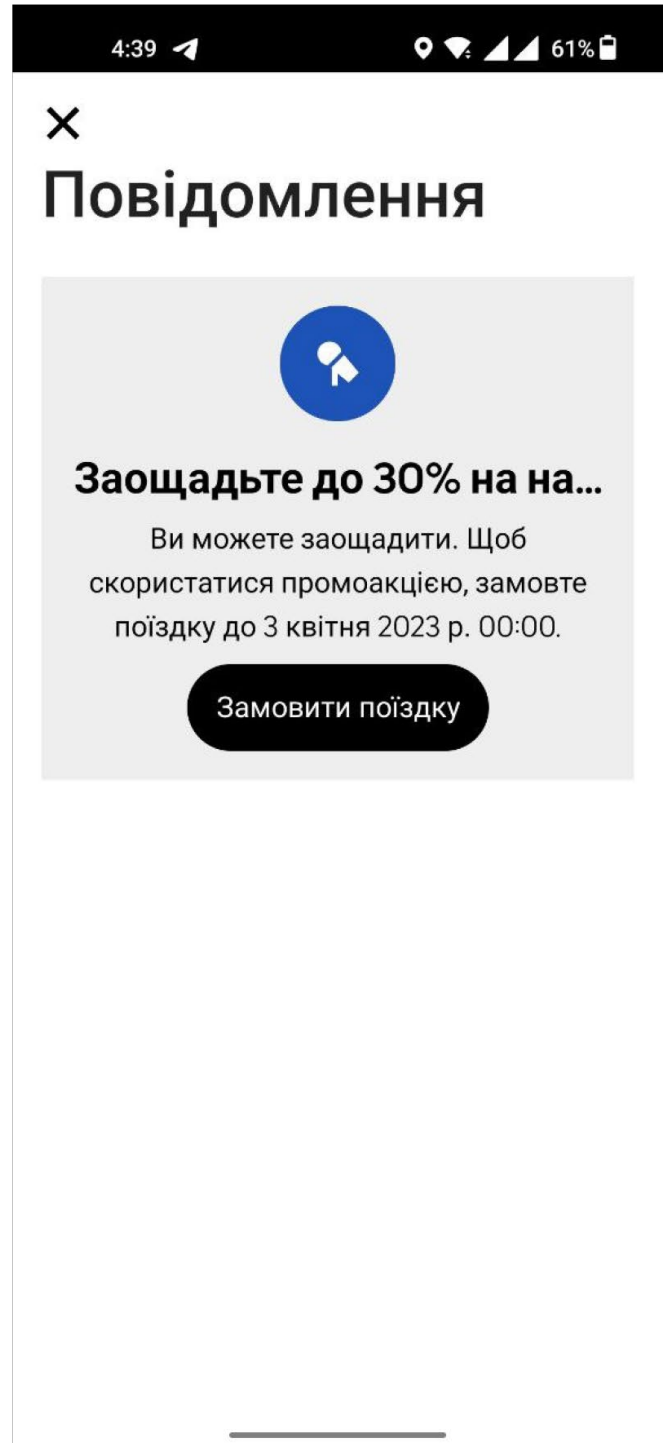 4:39 61%
Повідомлення
Заощадьте до 30% на на...
Ви можете заощадити. Щоб
скористатися промоакцією, замовте
поїздку до 3 квітня 2023 р. 00:00.
Замовити поїздку